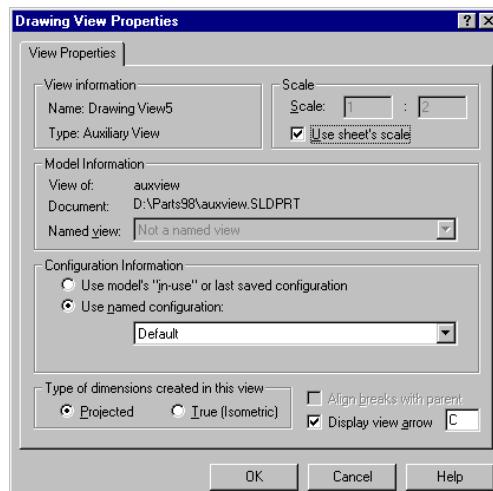 Drawing View Properties
View Properties
View information
Name: Drawing View5
Type: Auxiliary View
Scale
Scale: 1 : 2
Use sheet's scale
Model Information
View of: auxview
Document: D:\Parts98\auxview.SLDPRT
Named view: Not a named view
Configuration Information
Use model's "in-use" or last saved configuration
Use named configuration:
Default
Type of dimensions created in this view
Projected True (Isometric)
Align breaks with parent
Display view arrow C
OK Cancel Help